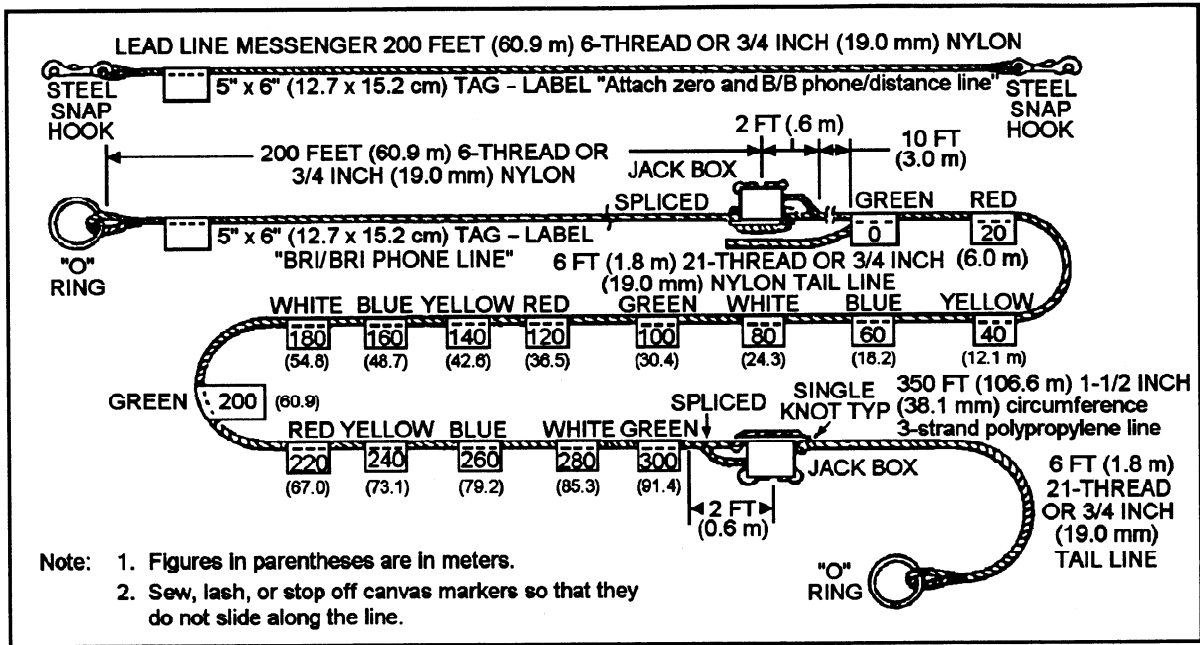 LEAD LINE MESSENGER 200 FEET (60.9 m) 6-THREAD OR 3/4 INCH (19.0 mm) NYLON
STEEL
SNAP
HOOK
5" x 6" (12.7 x 15.2 cm) TAG – LABEL "Attach zero and B/B phone/distance line"
STEEL
SNAP
HOOK
2 FT (.6 m)
10 FT
(3.0 m)
200 FEET (60.9 m) 6-THREAD OR
3/4 INCH (19.0 mm) NYLON
JACK BOX
SPLICED
GREEN
RED
0
20
(6.0 m)
"O"
RING
5" x 6" (12.7 x 15.2 cm) TAG – LABEL
"BRI/BRI PHONE LINE"
6 FT (1.8 m) 21-THREAD OR 3/4 INCH
(19.0 mm) NYLON TAIL LINE
WHITE BLUE YELLOW RED GREEN WHITE BLUE YELLOW
180 160 140 120 100 80 60 40
(54.8) (48.7) (42.6) (36.5) (30.4) (24.3) (18.2) (12.1 m)
GREEN 200 (60.9)
SPLICED
SINGLE
KNOT TYP
350 FT (106.6 m) 1-1/2 INCH
(38.1 mm) circumference
3-strand polypropylene line
RED YELLOW BLUE WHITE GREEN
220 240 260 280 300
(67.0) (73.1) (79.2) (85.3) (91.4)
JACK BOX
2 FT
(0.6 m)
6 FT (1.8 m)
21-THREAD
OR 3/4 INCH
(19.0 mm)
TAIL LINE
"O"
RING
Note: 1. Figures in parentheses are in meters.
2. Sew, lash, or stop off canvas markers so that they
do not slide along the line.